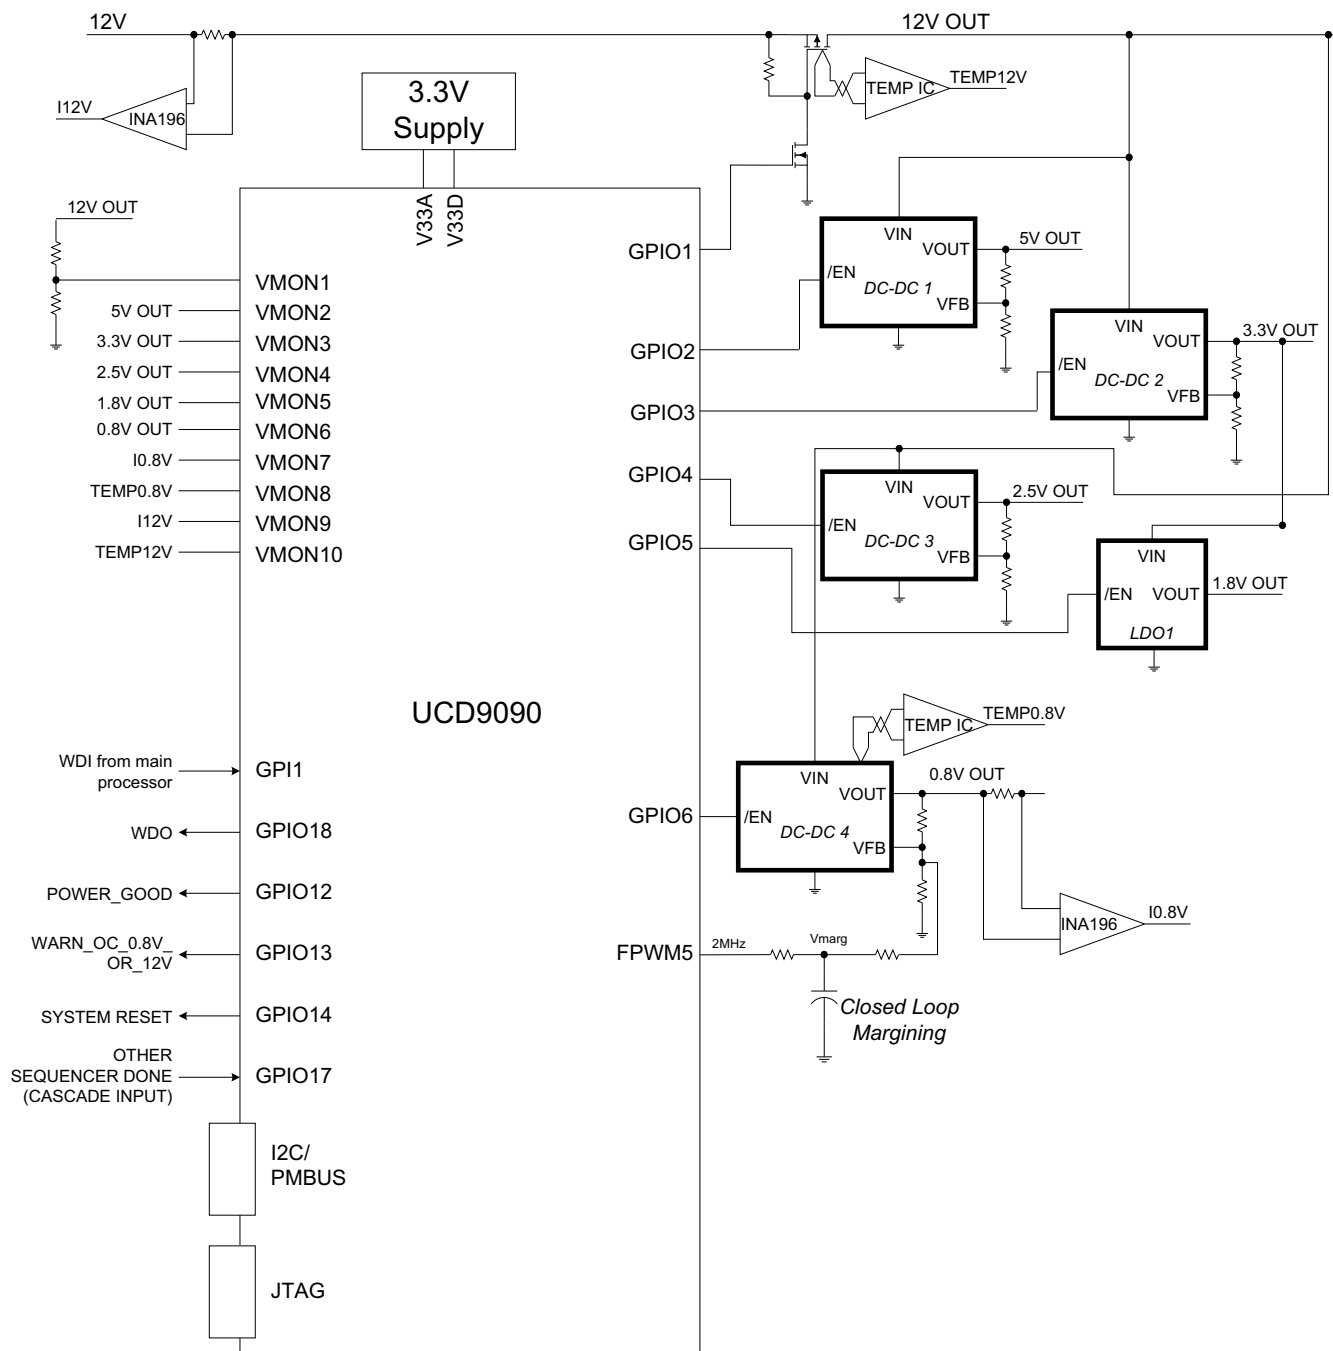 12V
12V OUT
TEMP IC
TEMP12V
I12V
INA196
3.3V
Supply
V33A
V33D
12V OUT
GPIO1
VIN
VOUT
5V OUT
/EN
DC-DC 1
VFB
VMON1
5V OUT
VMON2
3.3V OUT
VMON3
2.5V OUT
VMON4
1.8V OUT
VMON5
0.8V OUT
VMON6
I0.8V
VMON7
TEMP0.8V
VMON8
I12V
VMON9
TEMP12V
VMON10
GPIO2
VIN
VOUT
3.3V OUT
/EN
DC-DC 2
VFB
GPIO3
GPIO4
VIN
VOUT
2.5V OUT
/EN
DC-DC 3
VFB
GPIO5
VIN
/EN
VOUT
1.8V OUT
LDO1
UCD9090
TEMP IC
TEMP0.8V
WDI from main
processor
GPI1
VIN
VOUT
0.8V OUT
GPIO6
/EN
DC-DC 4
VFB
WDO
GPIO18
POWER_GOOD
GPIO12
INA196
I0.8V
WARN_OC_0.8V_
OR_12V
GPIO13
FPWM5
2MHz
Vmarg
Closed Loop
Margining
SYSTEM RESET
GPIO14
OTHER
SEQUENCER DONE
(CASCADE INPUT)
GPIO17
I2C/
PMBUS
JTAG